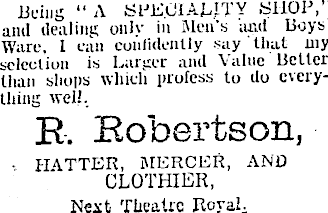 Being "A SPECIALITY SHOP,"
and dealing only in Men's and Boys
Ware, I can confidently say that my
selection is Larger and Value Better
than shops which profess to do every-
thing well.
R. Robertson,
HATTER, MERCER, AND
CLOTHIER,
Next Theatre Royal.